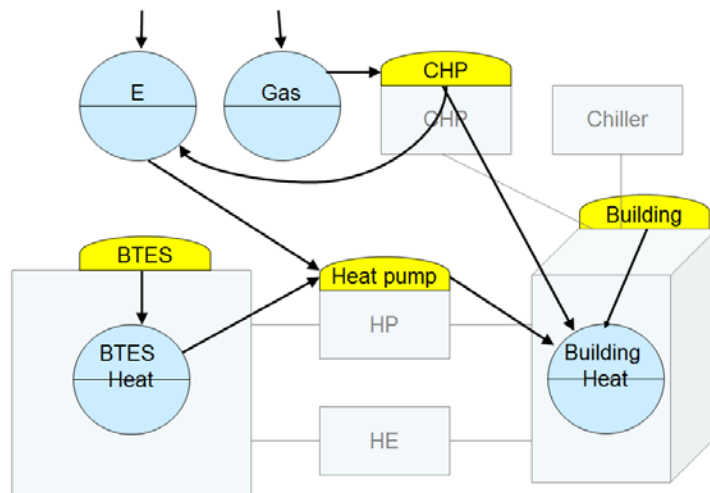 E
Gas
CHP
CHP
Chiller
Building
BTES
Heat pump
HP
BTES
Heat
Building
Heat
HE